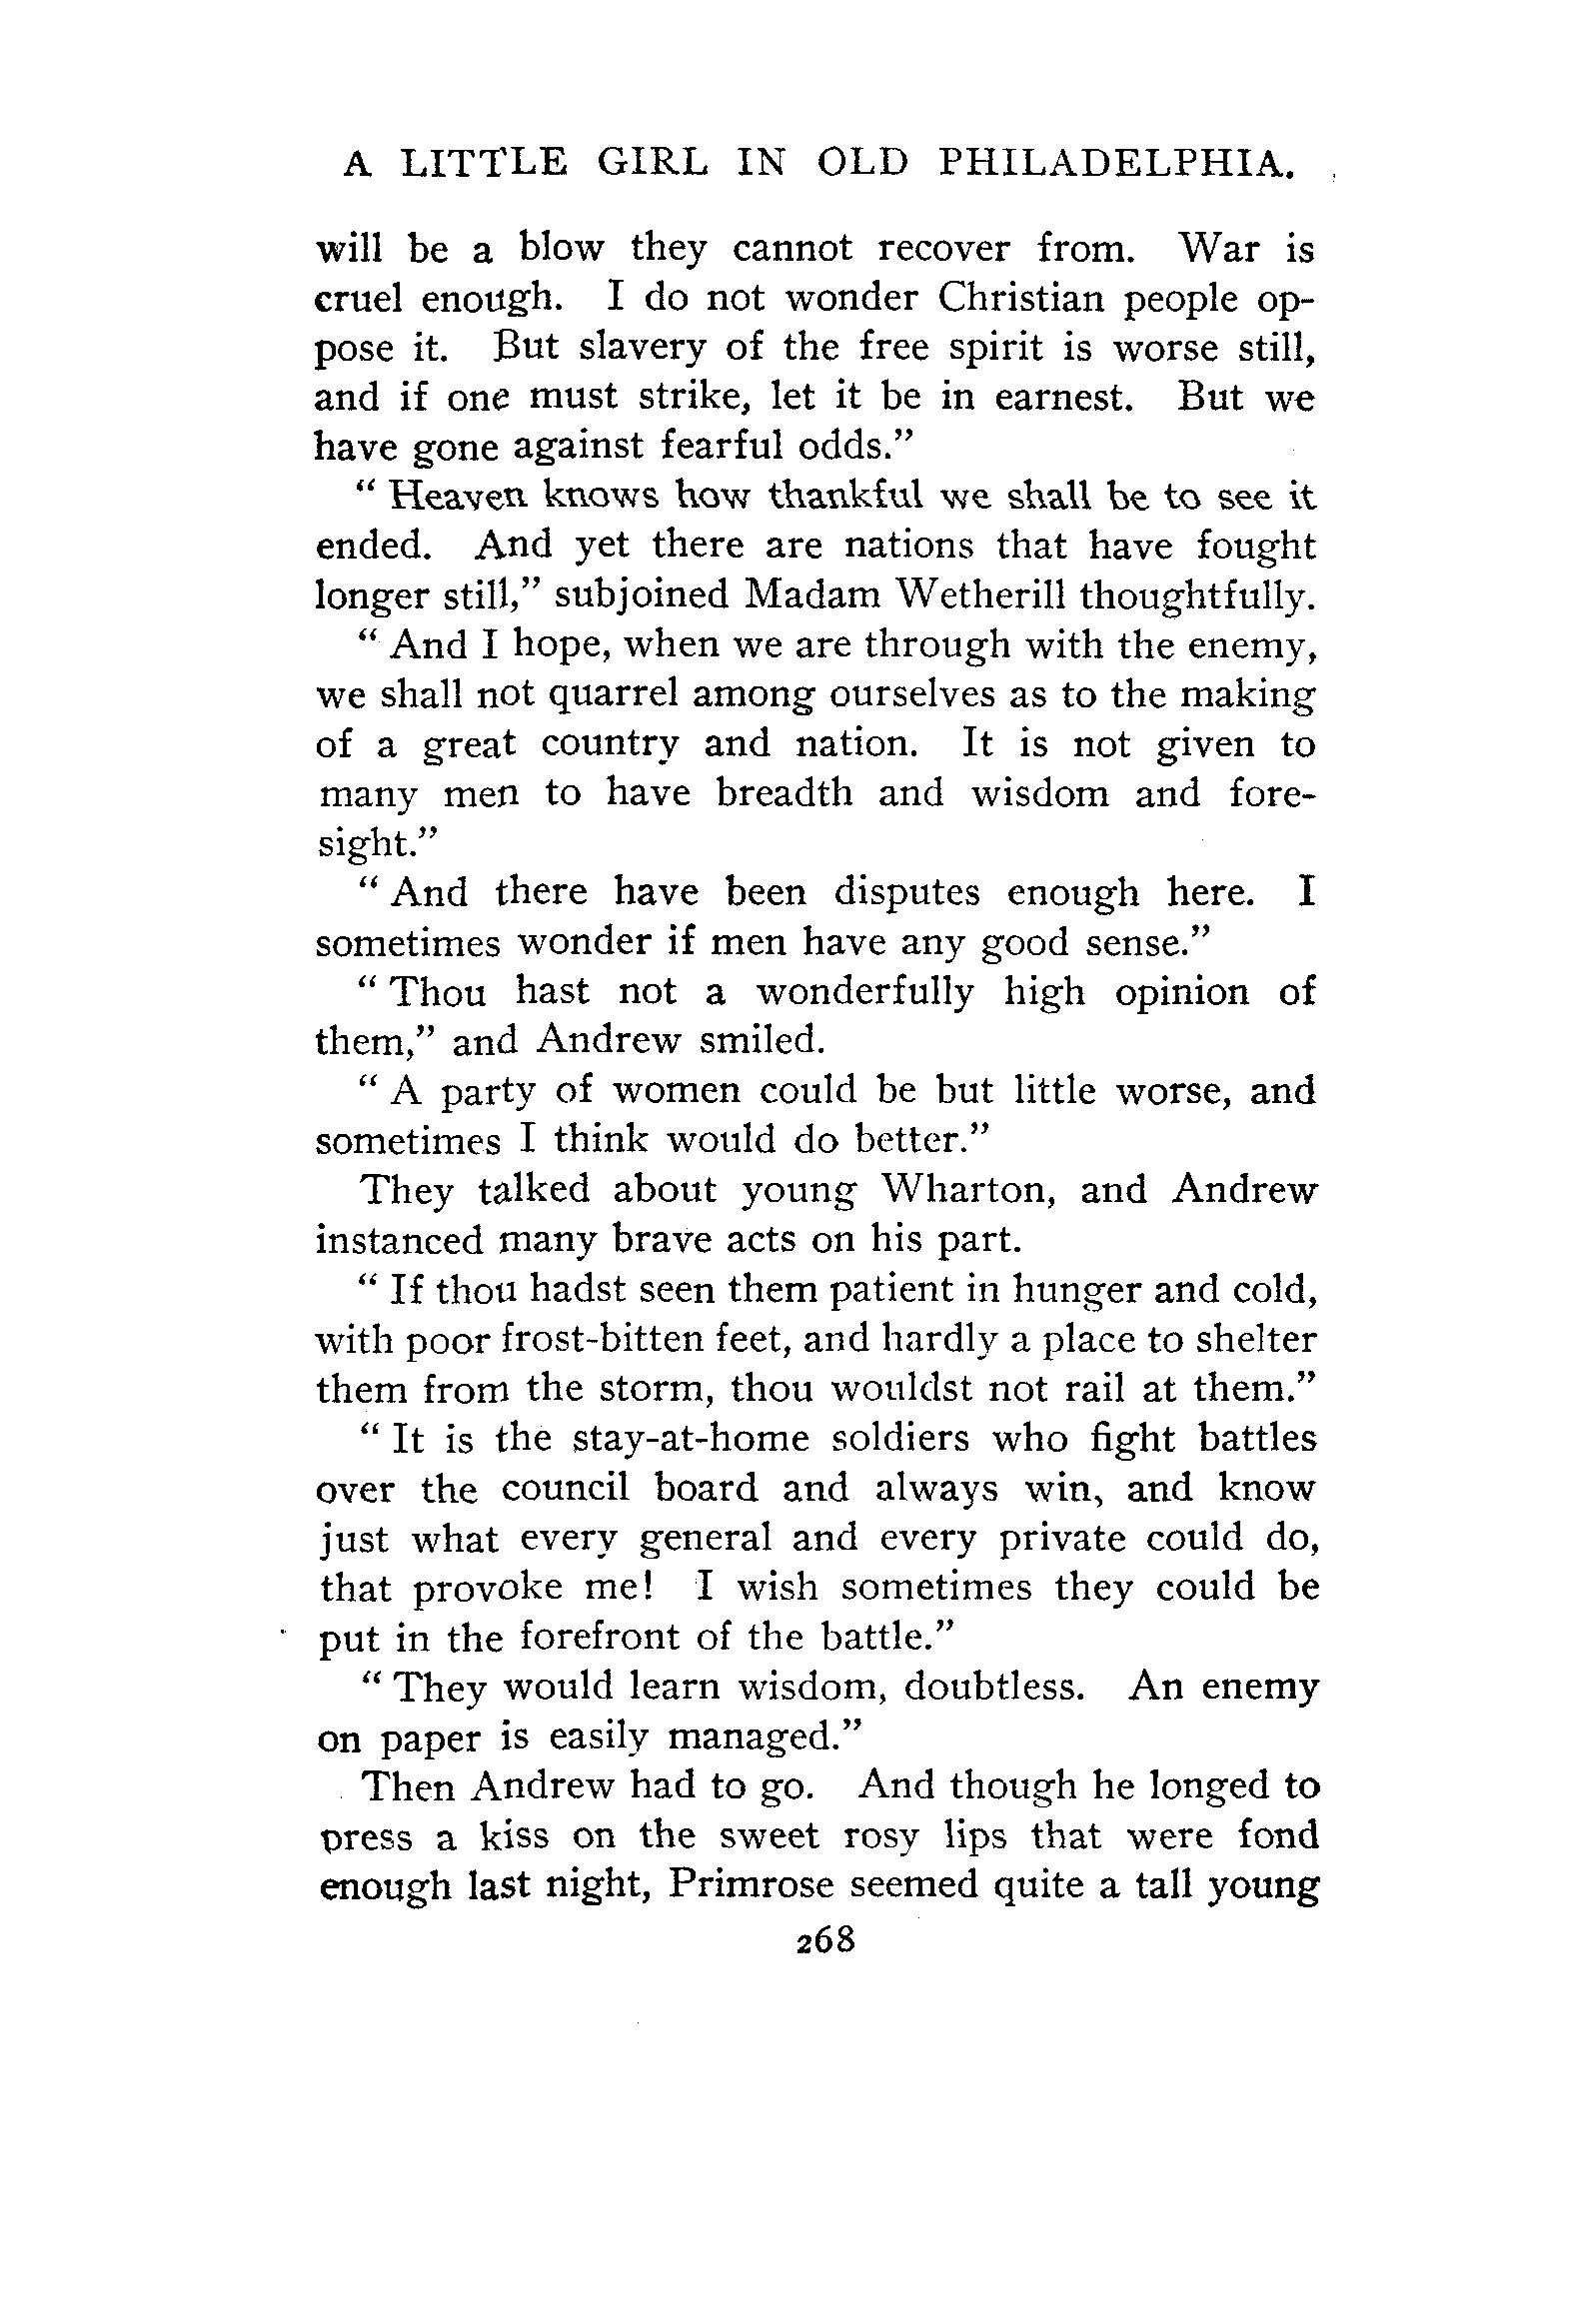 A LITTLE GIRL IN OLD PHILADELPHIA.
will be a blow they cannot recover from. War is
cruel enough. I do not wonder Christian people op-
pose it. But slavery of the free spirit is worse still,
and if one must strike, let it be in earnest. But we
have gone against fearful odds.”
“ Heaven knows how thankful we shall be to see it
ended. And yet there are nations that have fought
longer still,” subjoined Madam Wetherill thoughtfully.
“ And I hope, when we are through with the enemy,
we shall not quarrel among ourselves as to the making
of a great country and nation. It is not given to
many men to have breadth and wisdom and fore-
sight.”
“ And there have been disputes enough here. I
sometimes wonder if men have any good sense.”
“ Thou hast not a wonderfully high opinion of
them,” and Andrew smiled.
“ A party of women could be but little worse, and
sometimes I think would do better.”
They talked about young Wharton, and Andrew
instanced many brave acts on his part.
“ If thou hadst seen them patient in hunger and cold,
with poor frost-bitten feet, and hardly a place to shelter
them from the storm, thou wouldst not rail at them.”
“ It is the stay-at-home soldiers who fight battles
over the council board and always win, and know
just what every general and every private could do,
that provoke me! I wish sometimes they could be
put in the forefront of the battle.”
“ They would learn wisdom, doubtless. An enemy
on paper is easily managed.”
Then Andrew had to go. And though he longed to
press a kiss on the sweet rosy lips that were fond
enough last night, Primrose seemed quite a tall young
268